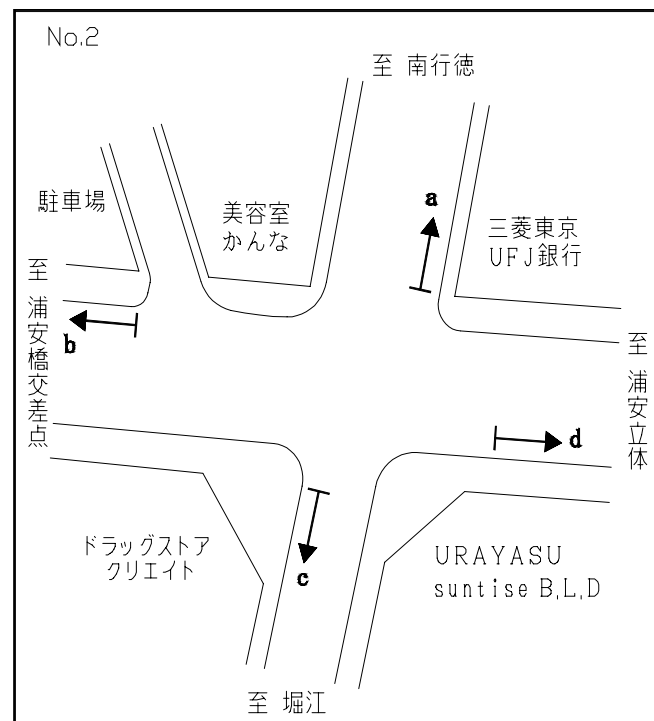 No.2
至 南行徳
駐車場
美容室
かんな
a
三菱東京
UFJ銀行
至 浦安橋交差点
b
至 浦安立体
d
ドラッグストア
クリエイト
c
URAYASU
suntise B,L,D
至 堀江